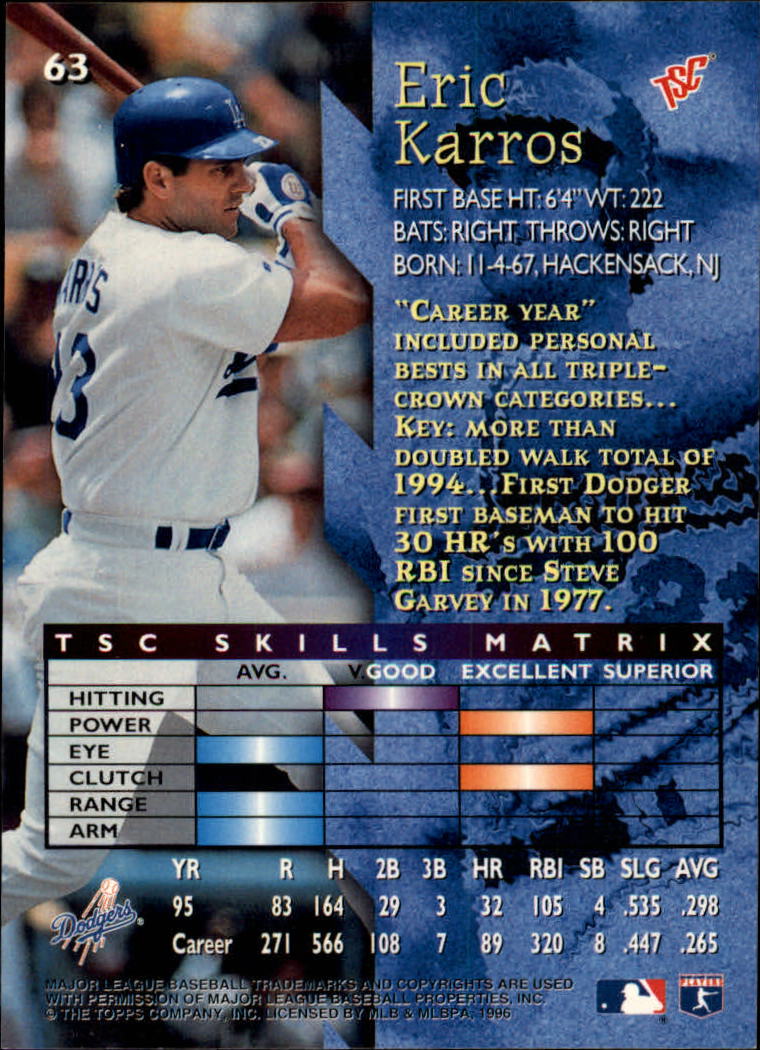 63
Eric
Karros
TSC
FIRST BASE HT: 6'4" WT: 222
BATS: RIGHT THROWS: RIGHT
BORN: 11-4-67, HACKENSACK, NJ
"CAREER YEAR"
INCLUDED PERSONAL
BESTS IN ALL TRIPLE-
CROWN CATEGORIES...
KEY: MORE THAN
DOUBLED WALK TOTAL OF
1994...FIRST DODGER
FIRST BASEMAN TO HIT
30 HR'S WITH 100
RBI SINCE STEVE
GARVEY IN 1977.
TSC SKILLS MATRIX
AVG. V.GOOD EXCELLENT SUPERIOR
HITTING
POWER
EYE
CLUTCH
RANGE
ARM
YR R H 2B 3B HR RBI SB SLG AVG
95 83 164 29 3 32 105 4 .535 .298
Career 271 566 108 7 89 320 8 .447 .265
Dodgers
MAJOR LEAGUE BASEBALL TRADEMARKS AND COPYRIGHTS ARE USED
WITH PERMISSION OF MAJOR LEAGUE BASEBALL PROPERTIES, INC.
© THE TOPPS COMPANY, INC. LICENSED BY MLB & MLBPA, 1996
PLAYERS